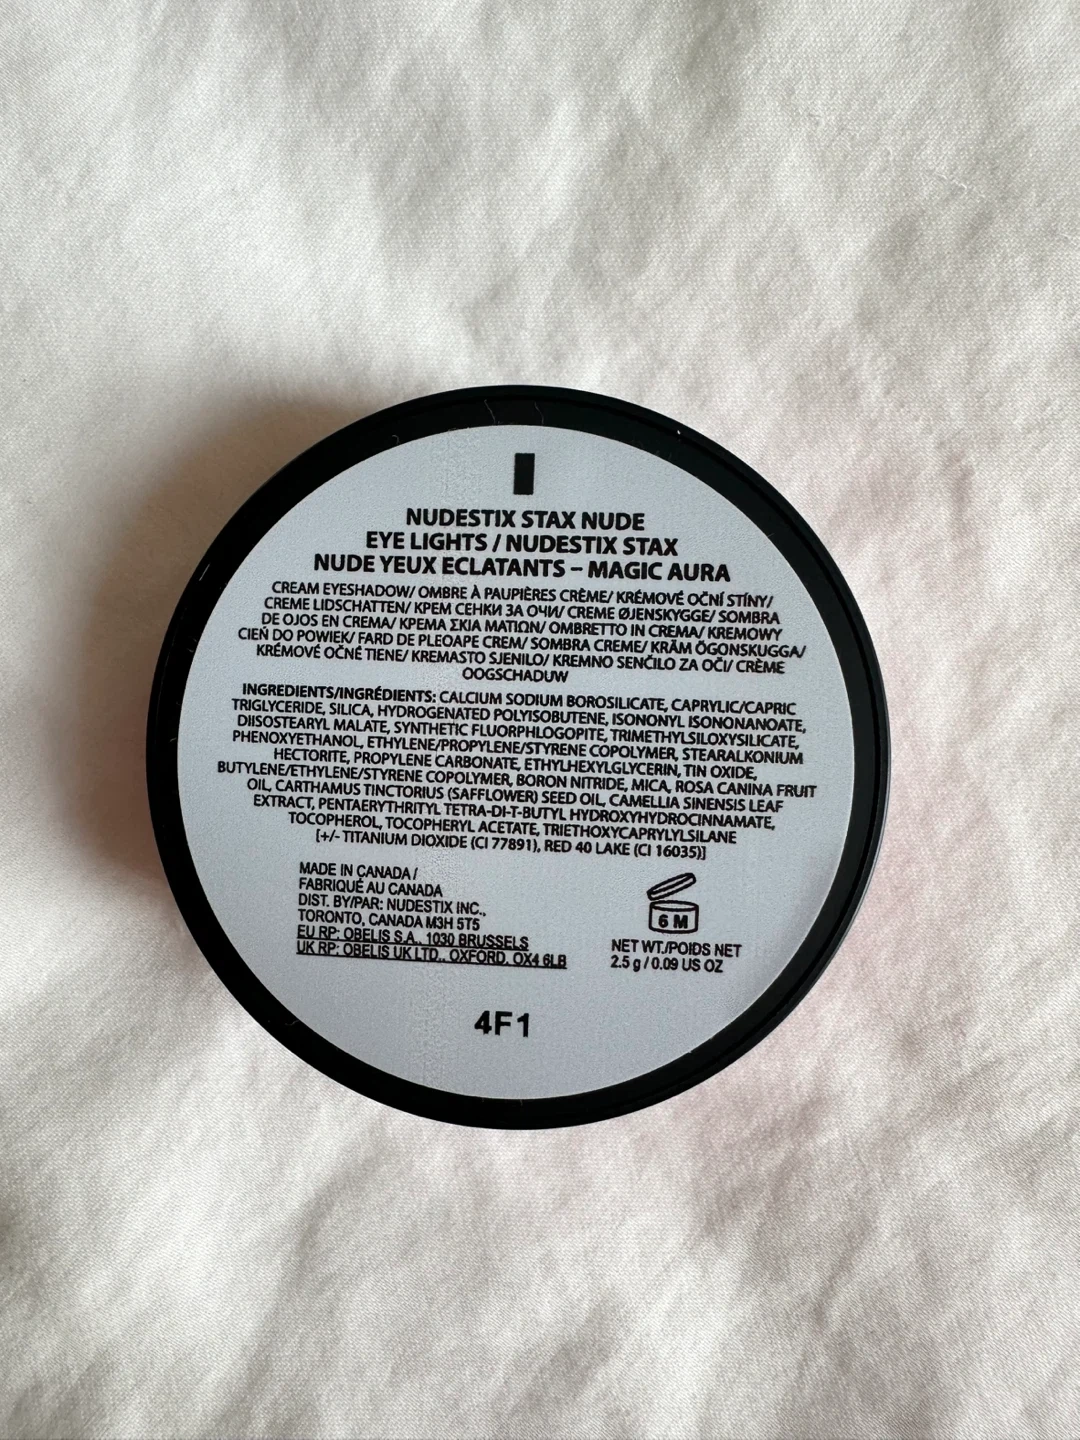 NUDESTIX STAX NUDE
EYE LIGHTS / NUDESTIX STAX
NUDE YEUX ECLATANTS – MAGIC AURA
CREAM EYESHADOW/ OMBRE À PAUPIÈRES CRÈME/ KRÉMOVÉ OČNÍ STÍNY/
CREME LIDSCHATTEN/ КРЕМ СЕНКИ ЗА ОЧИ/ CREME ØJENSKYGGE/ SOMBRA
DE OJOS EN CREMA/ ΚΡΕΜΑ ΣΚΙΑ ΜΑΤΙΩΝ/ OMBRETTO IN CREMA/ KREMOWY
CIEŃ DO POWIEK/ FARD DE PLEOAPE CREM/ SOMBRA CREME/ KRÄM ÖGONSKUGGA/
KRÉMOVÉ OČNÉ TIENE/ KREMASTO SJENILO/ KREMNO SENČILO ZA OČI/ CRÈME
OOGSCHADUW
INGREDIENTS/INGRÉDIENTS: CALCIUM SODIUM BOROSILICATE, CAPRYLIC/CAPRIC
TRIGLYCERIDE, SILICA, HYDROGENATED POLYISOBUTENE, ISONONYL ISONONANOATE,
DIISOSTEARYL MALATE, SYNTHETIC FLUORPHLOGOPITE, TRIMETHYLSILOXYSILICATE,
PHENOXYETHANOL, ETHYLENE/PROPYLENE/STYRENE COPOLYMER, STEARALKONIUM
HECTORITE, PROPYLENE CARBONATE, ETHYLHEXYLGLYCERIN, TIN OXIDE,
BUTYLENE/ETHYLENE/STYRENE COPOLYMER, BORON NITRIDE, MICA, ROSA CANINA FRUIT
OIL, CARTHAMUS TINCTORIUS (SAFFLOWER) SEED OIL, CAMELLIA SINENSIS LEAF
EXTRACT, PENTAERYTHRITYL TETRA-DI-T-BUTYL HYDROXYHYDROCINNAMATE,
TOCOPHEROL, TOCOPHERYL ACETATE, TRIETHOXYCAPRYLYLSILANE
[+/- TITANIUM DIOXIDE (CI 77891), RED 40 LAKE (CI 16035)]
MADE IN CANADA /
FABRIQUÉ AU CANADA
DIST. BY/PAR: NUDESTIX INC.,
TORONTO, CANADA M3H 5T5
EU RP: OBELIS S.A., 1030 BRUSSELS
UK RP: OBELIS UK LTD., OXFORD, OX4 6LB
6 M
NET WT./POIDS NET
2.5 g / 0.09 US OZ
4F1